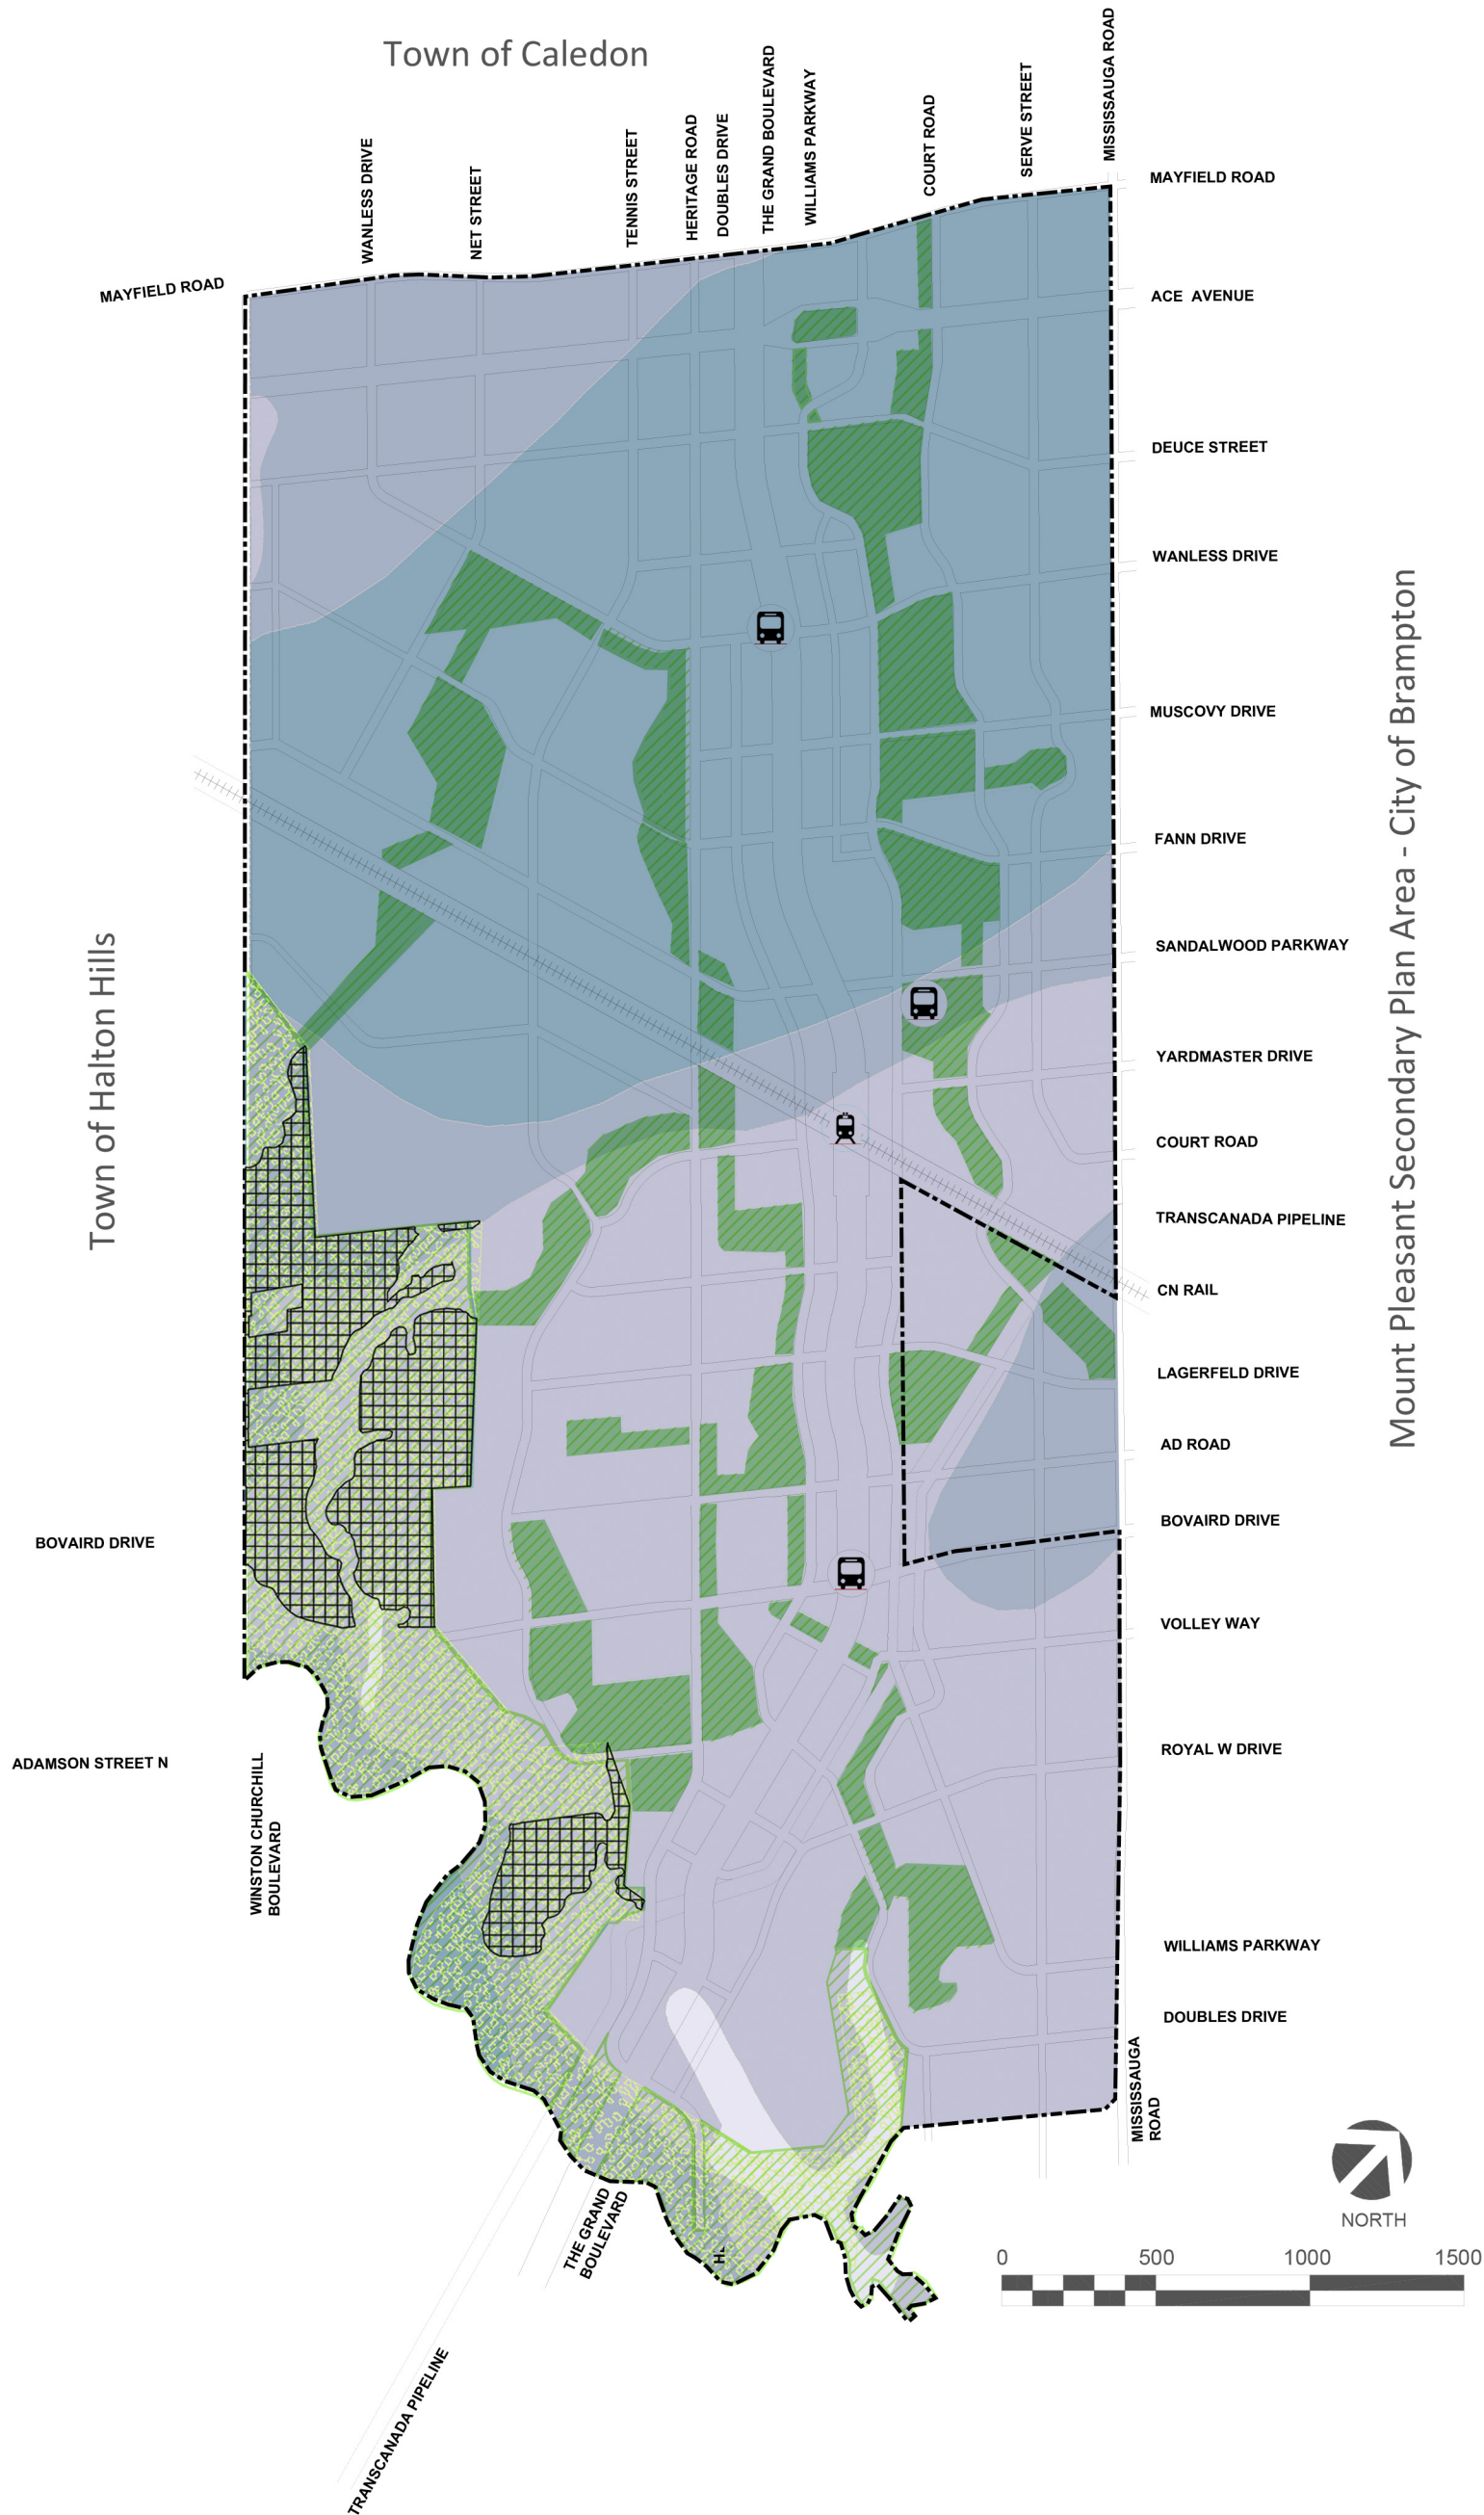 Town of Caledon
WANLESS DRIVE
NET STREET
TENNIS STREET
HERITAGE ROAD
DOUBLES DRIVE
THE GRAND BOULEVARD
WILLIAMS PARKWAY
COURT ROAD
SERVE STREET
MISSISSAUGA ROAD
MAYFIELD ROAD
MAYFIELD ROAD
ACE AVENUE
DEUCE STREET
WANLESS DRIVE
MUSCOVY DRIVE
FANN DRIVE
SANDALWOOD PARKWAY
YARDMASTER DRIVE
COURT ROAD
TRANSCANADA PIPELINE
CN RAIL
LAGERFELD DRIVE
AD ROAD
BOVAIRD DRIVE
VOLLEY WAY
ROYAL W DRIVE
WILLIAMS PARKWAY
DOUBLES DRIVE
Mount Pleasant Secondary Plan Area - City of Brampton
Town of Halton Hills
BOVAIRD DRIVE
ADAMSON STREET N
WINSTON CHURCHILL
BOULEVARD
MISSISSAUGA
ROAD
THE GRAND
BOULEVARD
TRANSCANADA PIPELINE
NORTH
0 500 1000 1500